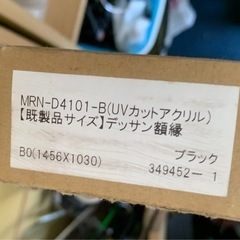 MRN-D4101-B(UVカットアクリル)
【既製品サイズ】デッサン額縁
B0(1456X1030) ブラック
349452ー 1